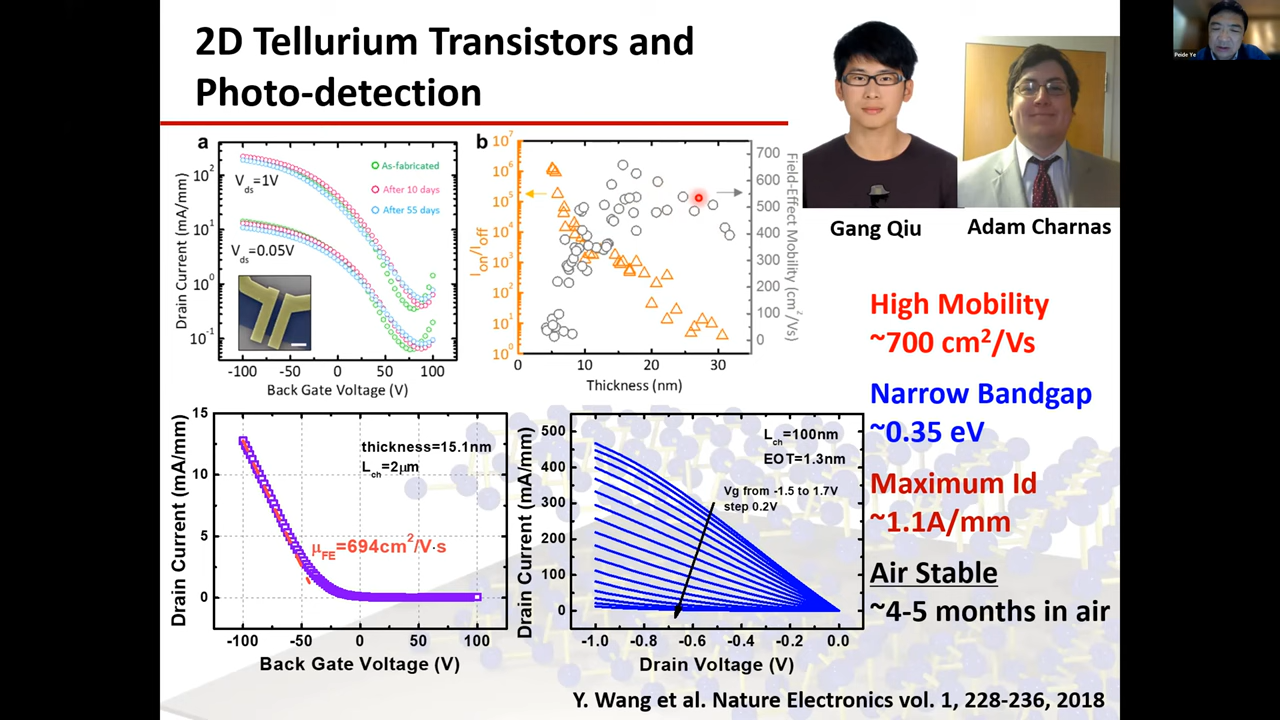 2D Tellurium Transistors and
Photo-detection
Peide Ye
Gang Qiu
Adam Charnas
a
Drain Current (mA/mm)
10²
10¹
10⁰
10⁻¹
V_ds=1V
V_ds=0.05V
As-fabricated
After 10 days
After 55 days
-100 -50 0 50 100
Back Gate Voltage (V)
b
I_on/I_off
10⁷
10⁶
10⁵
10⁴
10³
10²
10¹
10⁰
700
600
500
400
300
200
100
0
Field-Effect Mobility (cm²/Vs)
0 10 20 30
Thickness (nm)
High Mobility
~700 cm²/Vs
Narrow Bandgap
~0.35 eV
Maximum Id
~1.1A/mm
Air Stable
~4-5 months in air
Drain Current (mA/mm)
15
10
5
0
thickness=15.1nm
L_ch=2μm
μ_FE=694cm²/V·s
-100 -50 0 50 100
Back Gate Voltage (V)
Drain Current (mA/mm)
500
400
300
200
100
0
L_ch=100nm
EOT=1.3nm
Vg from -1.5 to 1.7V
step 0.2V
-1.0 -0.8 -0.6 -0.4 -0.2 0.0
Drain Voltage (V)
Y. Wang et al. Nature Electronics vol. 1, 228-236, 2018